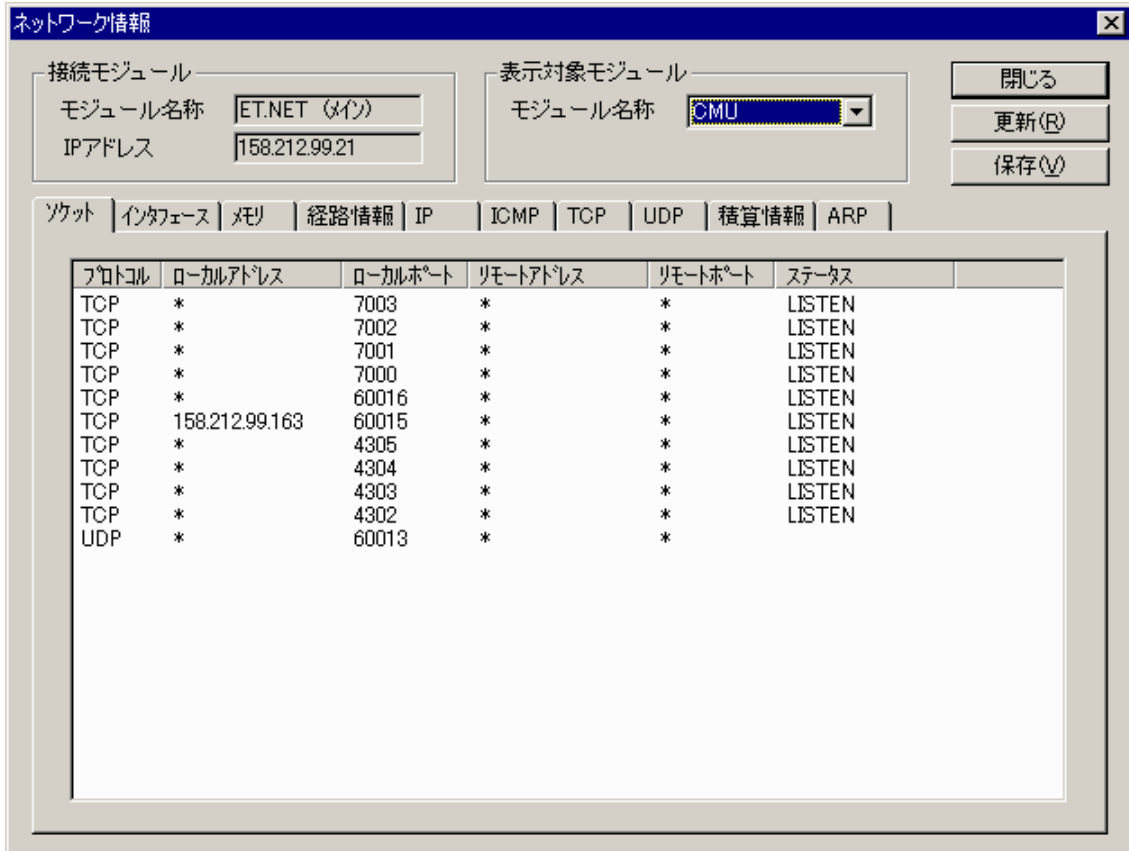 ネットワーク情報
接続モジュール
モジュール名称 ET.NET （ﾒｲﾝ）
IPアドレス 158.212.99.21
表示対象モジュール
モジュール名称 CMU
閉じる
更新(R)
保存(V)
ｿｹｯﾄ ｲﾝﾀﾌｪｰｽ ﾒﾓﾘ 経路情報 IP ICMP TCP UDP 積算情報 ARP
ﾌﾟﾛﾄｺﾙ ﾛｰｶﾙｱﾄﾞﾚｽ ﾛｰｶﾙﾎﾟｰﾄ ﾘﾓｰﾄｱﾄﾞﾚｽ ﾘﾓｰﾄﾎﾟｰﾄ ｽﾃｰﾀｽ
TCP * 7003 * * LISTEN
TCP * 7002 * * LISTEN
TCP * 7001 * * LISTEN
TCP * 7000 * * LISTEN
TCP * 60016 * * LISTEN
TCP 158.212.99.163 60015 * * LISTEN
TCP * 4305 * * LISTEN
TCP * 4304 * * LISTEN
TCP * 4303 * * LISTEN
TCP * 4302 * * LISTEN
UDP * 60013 * *